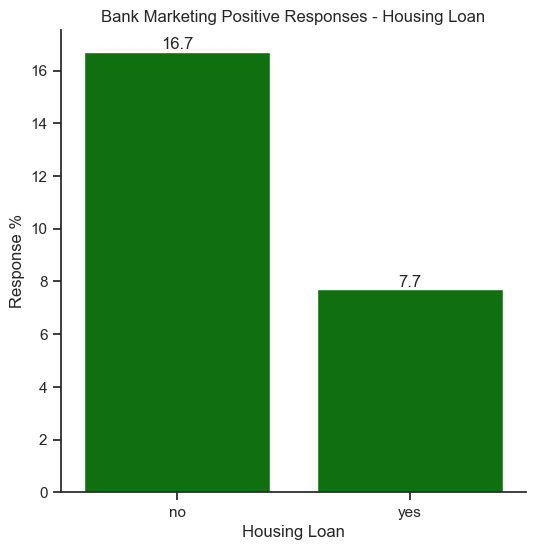 Bank Marketing Positive Responses - Housing Loan
16.7
16
14
12
10
Response %
8
7.7
6
4
2
0
no
yes
Housing Loan